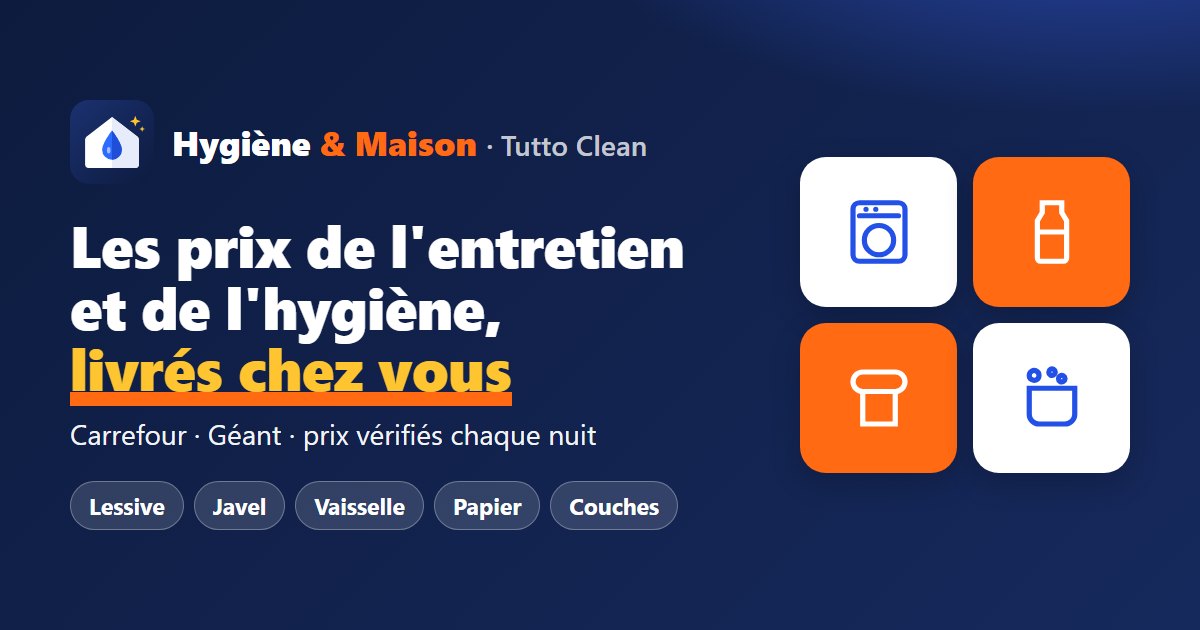 Hygiène & Maison · Tutto Clean
Les prix de l'entretien
et de l'hygiène,
livrés chez vous
Carrefour · Géant · prix vérifiés chaque nuit
Lessive Javel Vaisselle Papier Couches